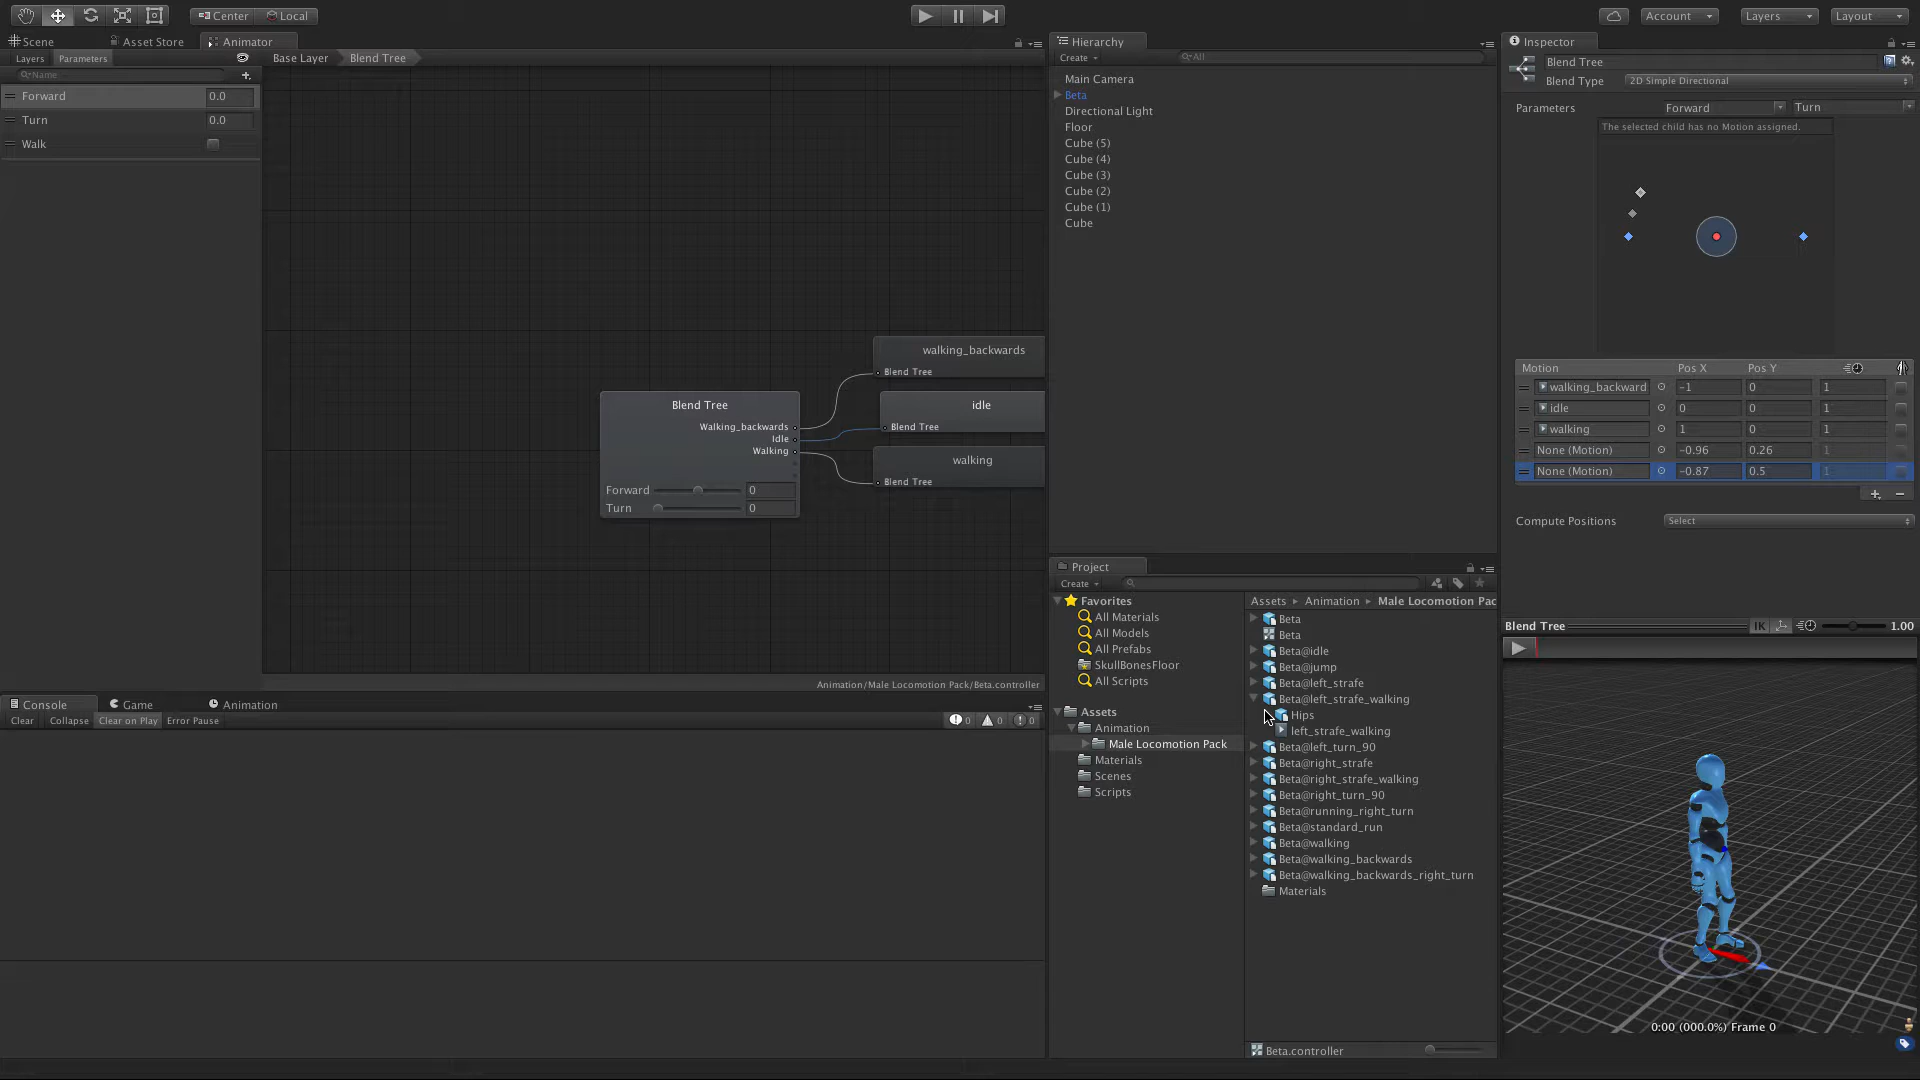 Center
Local
Account
Layers
Layout
Scene
Asset Store
Animator
Layers
Parameters
Base Layer
Blend Tree
Name
Forward 0.0
Turn 0.0
Walk
walking_backwards
Blend Tree
idle
Blend Tree
walking
Blend Tree
Blend Tree
Walking_backwards
Idle
Walking
Forward 0
Turn 0
Animation/Male Locomotion Pack/Beta.controller
Console
Game
Animation
Clear
Collapse
Clear on Play
Error Pause
0
0
0
Hierarchy
Create
All
Main Camera
Beta
Directional Light
Floor
Cube (5)
Cube (4)
Cube (3)
Cube (2)
Cube (1)
Cube
Project
Create
Favorites
All Materials
All Models
All Prefabs
SkullBonesFloor
All Scripts
Assets
Animation
Male Locomotion Pack
Materials
Scenes
Scripts
Assets Animation Male Locomotion Pac
Beta
Beta
Beta@idle
Beta@jump
Beta@left_strafe
Beta@left_strafe_walking
Hips
left_strafe_walking
Beta@left_turn_90
Beta@right_strafe
Beta@right_strafe_walking
Beta@right_turn_90
Beta@running_right_turn
Beta@standard_run
Beta@walking
Beta@walking_backwards
Beta@walking_backwards_right_turn
Materials
Beta.controller
Inspector
Blend Tree
Blend Type 2D Simple Directional
Parameters Forward Turn
The selected child has no Motion assigned.
Motion Pos X Pos Y
walking_backward -1 0 1
idle 0 0 1
walking 1 0 1
None (Motion) -0.96 0.26 1
None (Motion) -0.87 0.5 1
Compute Positions Select
Blend Tree IK 1.00
0:00 (000.0%) Frame 0